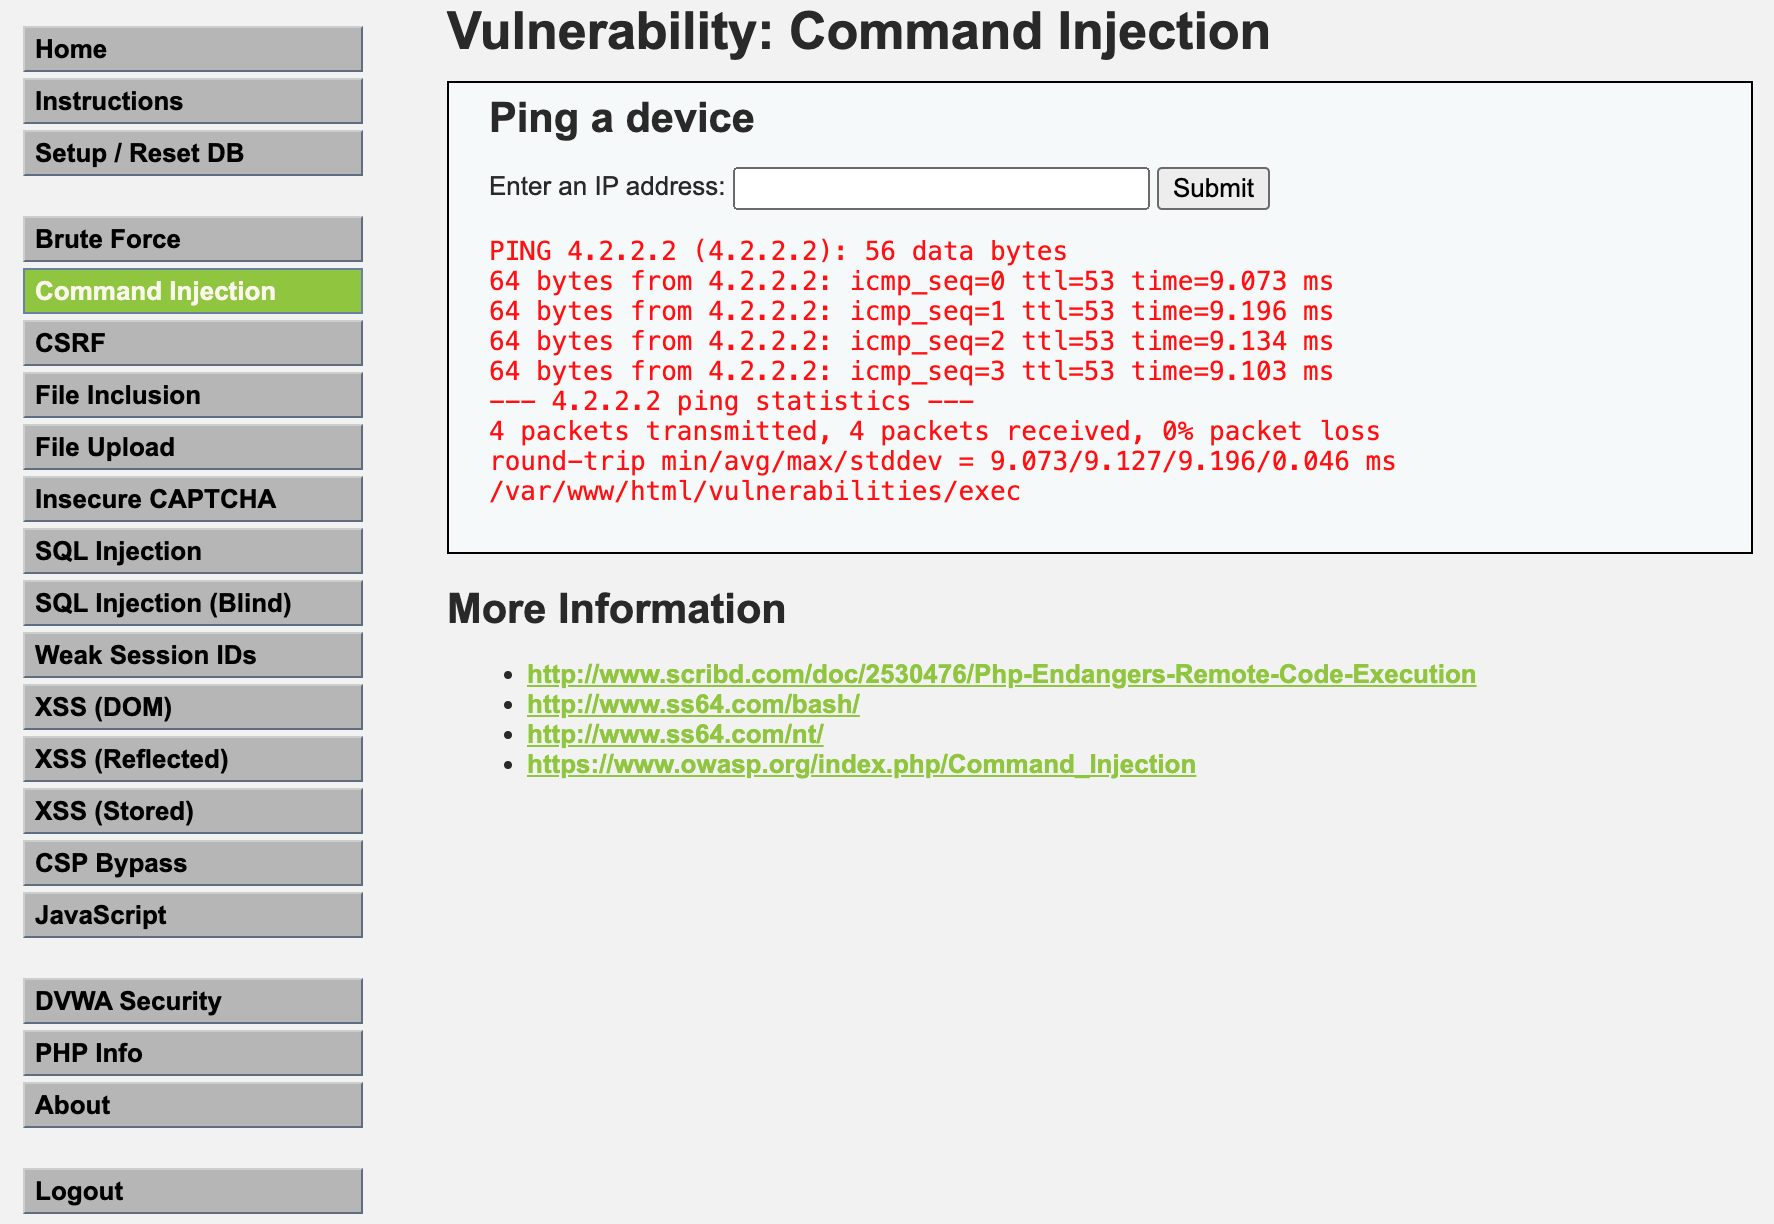 Home
Instructions
Setup / Reset DB
Brute Force
Command Injection
CSRF
File Inclusion
File Upload
Insecure CAPTCHA
SQL Injection
SQL Injection (Blind)
Weak Session IDs
XSS (DOM)
XSS (Reflected)
XSS (Stored)
CSP Bypass
JavaScript
DVWA Security
PHP Info
About
Logout
Vulnerability: Command Injection
Ping a device
Enter an IP address: Submit
PING 4.2.2.2 (4.2.2.2): 56 data bytes
64 bytes from 4.2.2.2: icmp_seq=0 ttl=53 time=9.073 ms
64 bytes from 4.2.2.2: icmp_seq=1 ttl=53 time=9.196 ms
64 bytes from 4.2.2.2: icmp_seq=2 ttl=53 time=9.134 ms
64 bytes from 4.2.2.2: icmp_seq=3 ttl=53 time=9.103 ms
--- 4.2.2.2 ping statistics ---
4 packets transmitted, 4 packets received, 0% packet loss
round-trip min/avg/max/stddev = 9.073/9.127/9.196/0.046 ms
/var/www/html/vulnerabilities/exec
More Information
• http://www.scribd.com/doc/2530476/Php-Endangers-Remote-Code-Execution
• http://www.ss64.com/bash/
• http://www.ss64.com/nt/
• https://www.owasp.org/index.php/Command_Injection